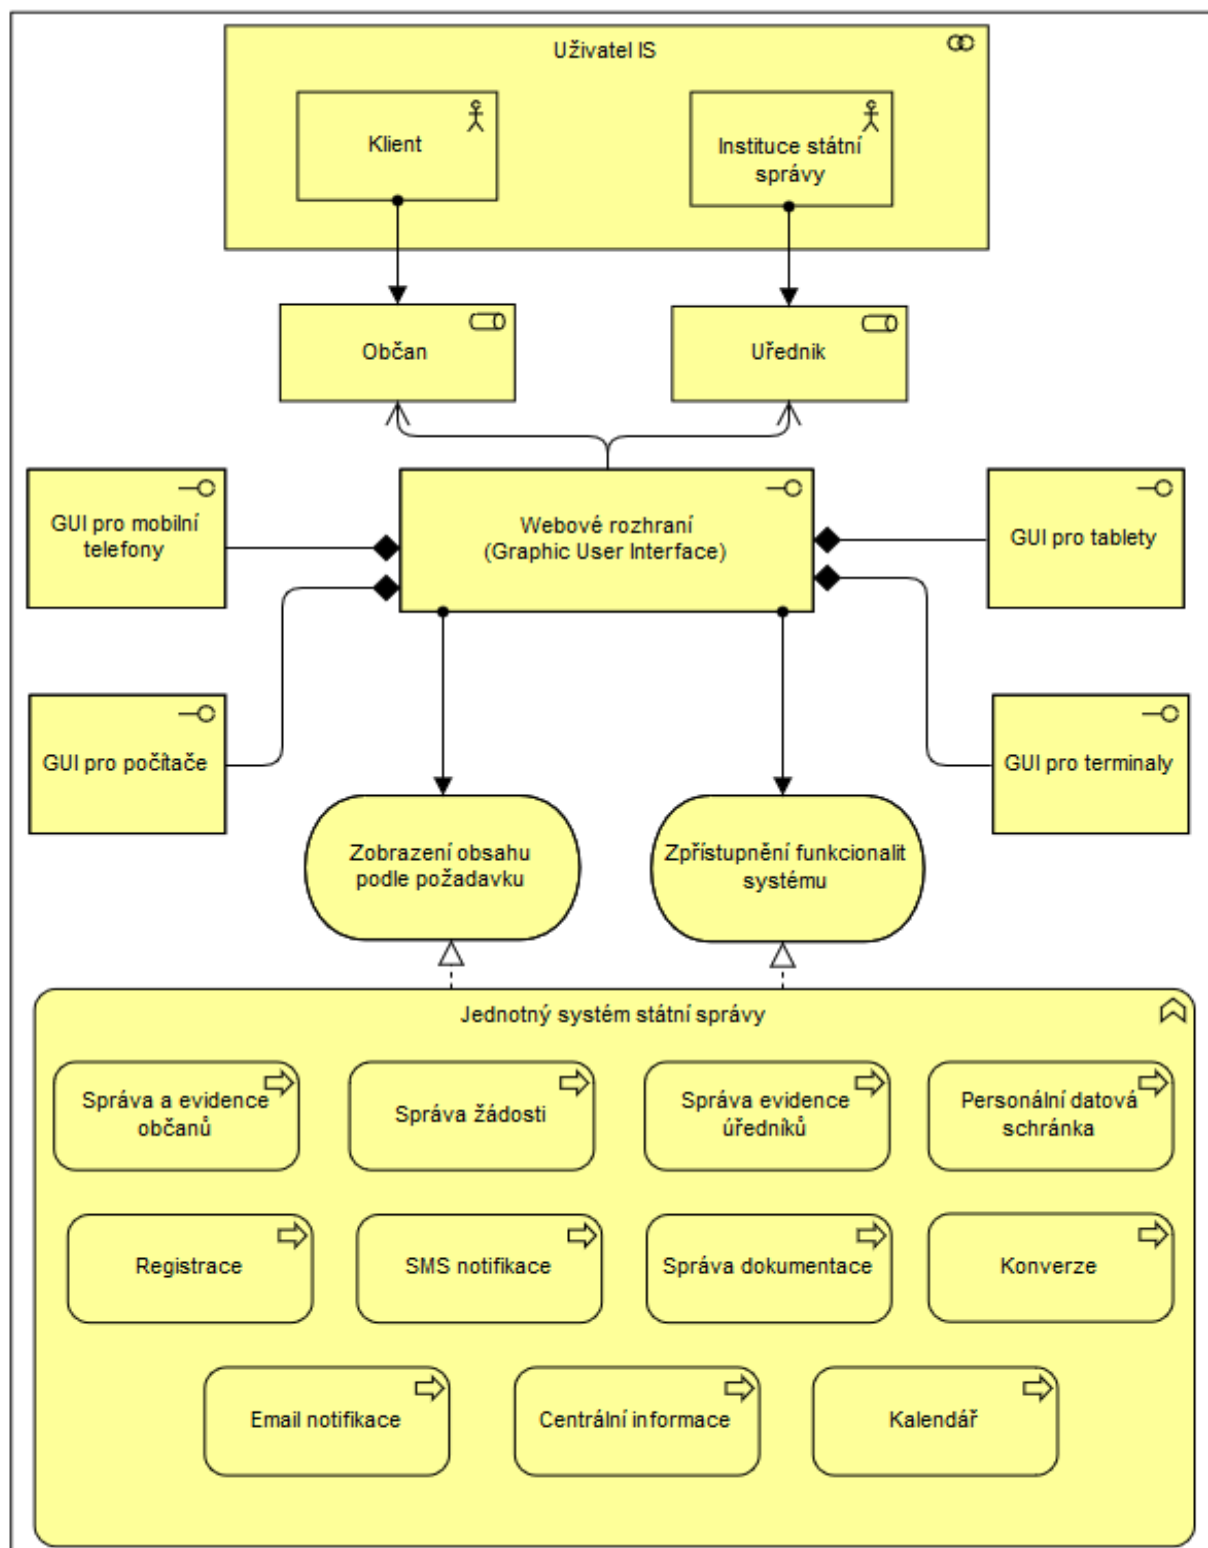 Uživatel IS
Klient
Instituce státní
správy
Občan
Uřednik
GUI pro mobilní
telefony
Webové rozhraní
(Graphic User Interface)
GUI pro tablety
GUI pro počítače
GUI pro terminaly
Zobrazení obsahu
podle požadavku
Zpřístupnění funkcionalit
systému
Jednotný systém státní správy
Správa a evidence
občanů
Správa žádosti
Správa evidence
úředníků
Personální datová
schránka
Registrace
SMS notifikace
Správa dokumentace
Konverze
Email notifikace
Centrální informace
Kalendář